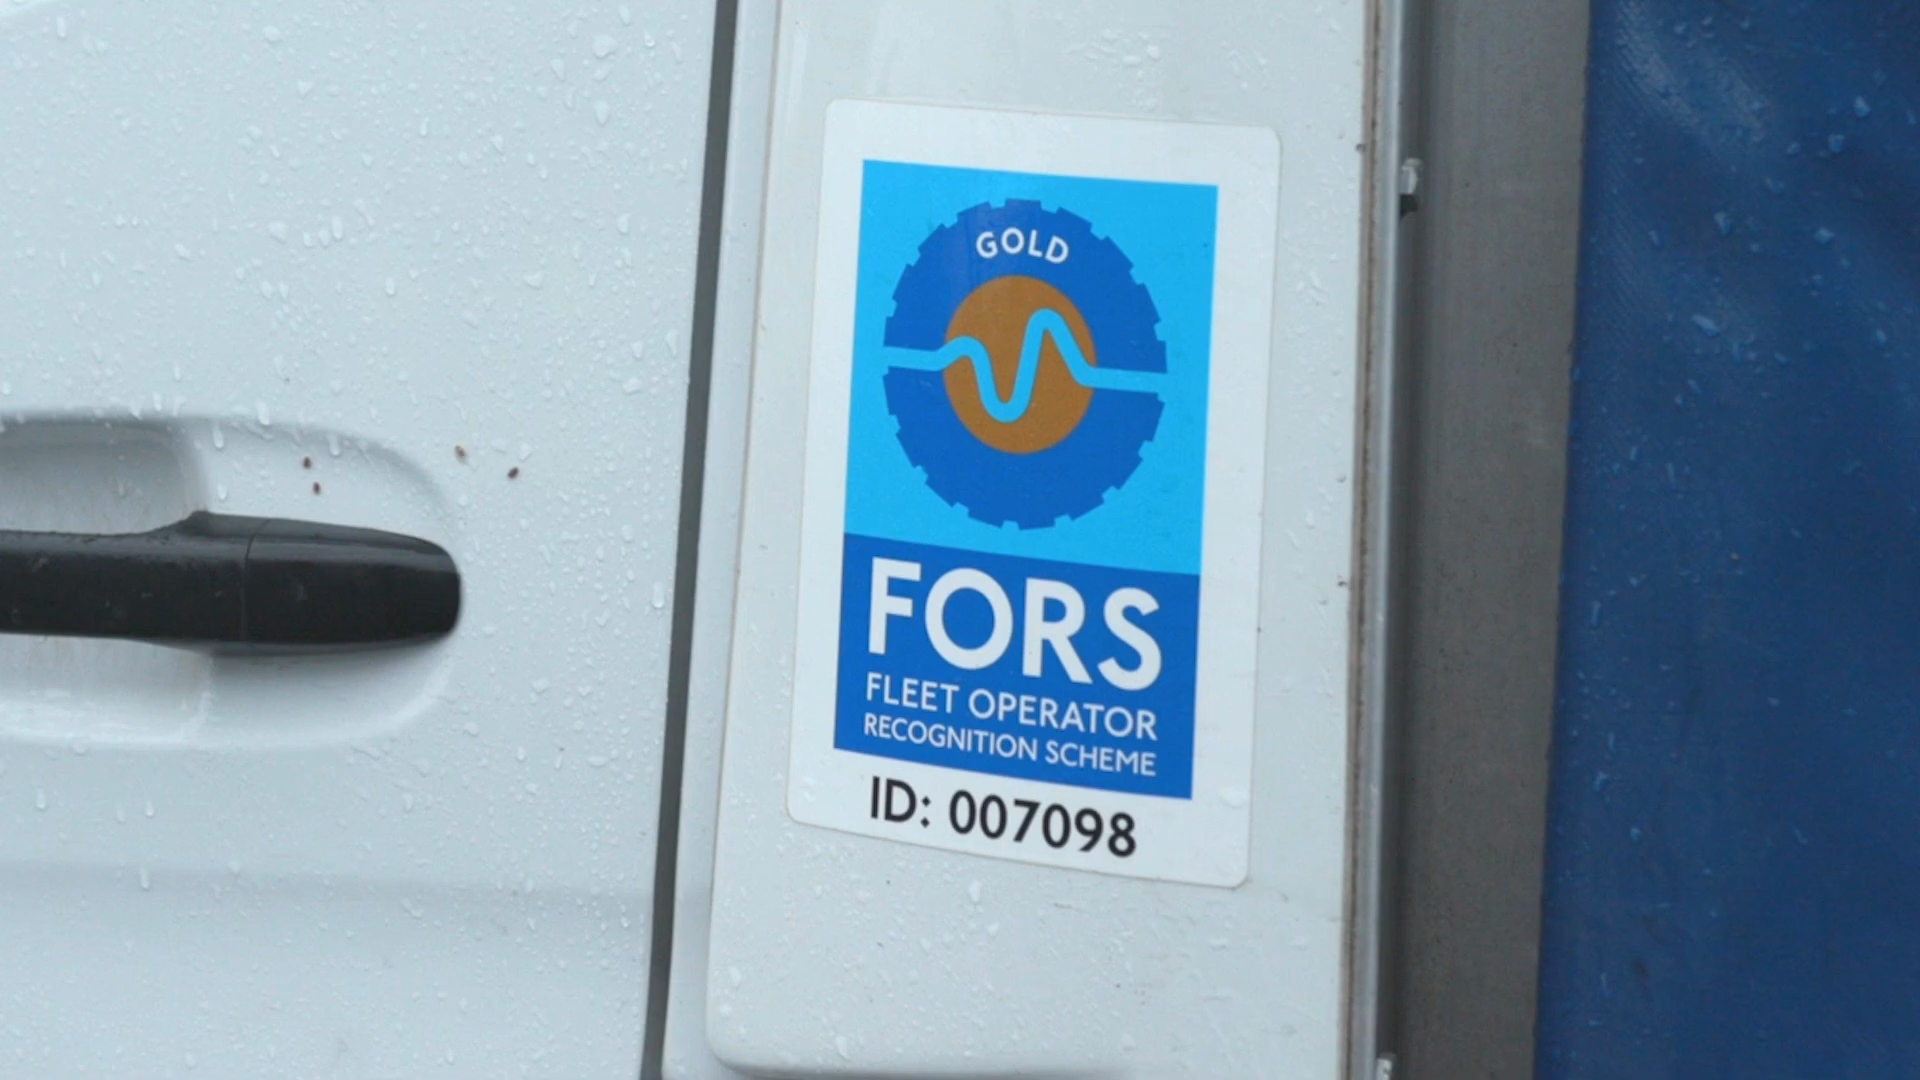 GOLD
FORS
FLEET OPERATOR
RECOGNITION SCHEME
ID: 007098